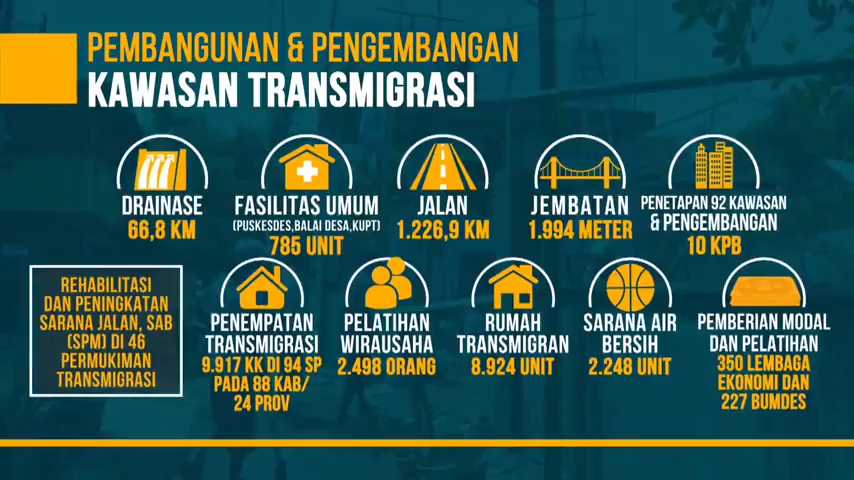 PEMBANGUNAN & PENGEMBANGAN
KAWASAN TRANSMIGRASI
DRAINASE
66,8 KM
FASILITAS UMUM
(PUSKESDES,BALAI DESA,KUPT)
785 UNIT
JALAN
1.226,9 KM
JEMBATAN
1.994 METER
PENETAPAN 92 KAWASAN
& PENGEMBANGAN
10 KPB
REHABILITASI
DAN PENINGKATAN
SARANA JALAN, SAB
(SPM) DI 46
PERMUKIMAN
TRANSMIGRASI
PENEMPATAN
TRANSMIGRASI
9.917 KK DI 94 SP
PADA 88 KAB/
24 PROV
PELATIHAN
WIRAUSAHA
2.498 ORANG
RUMAH
TRANSMIGRAN
8.924 UNIT
SARANA AIR
BERSIH
2.248 UNIT
PEMBERIAN MODAL
DAN PELATIHAN
350 LEMBAGA
EKONOMI DAN
227 BUMDES